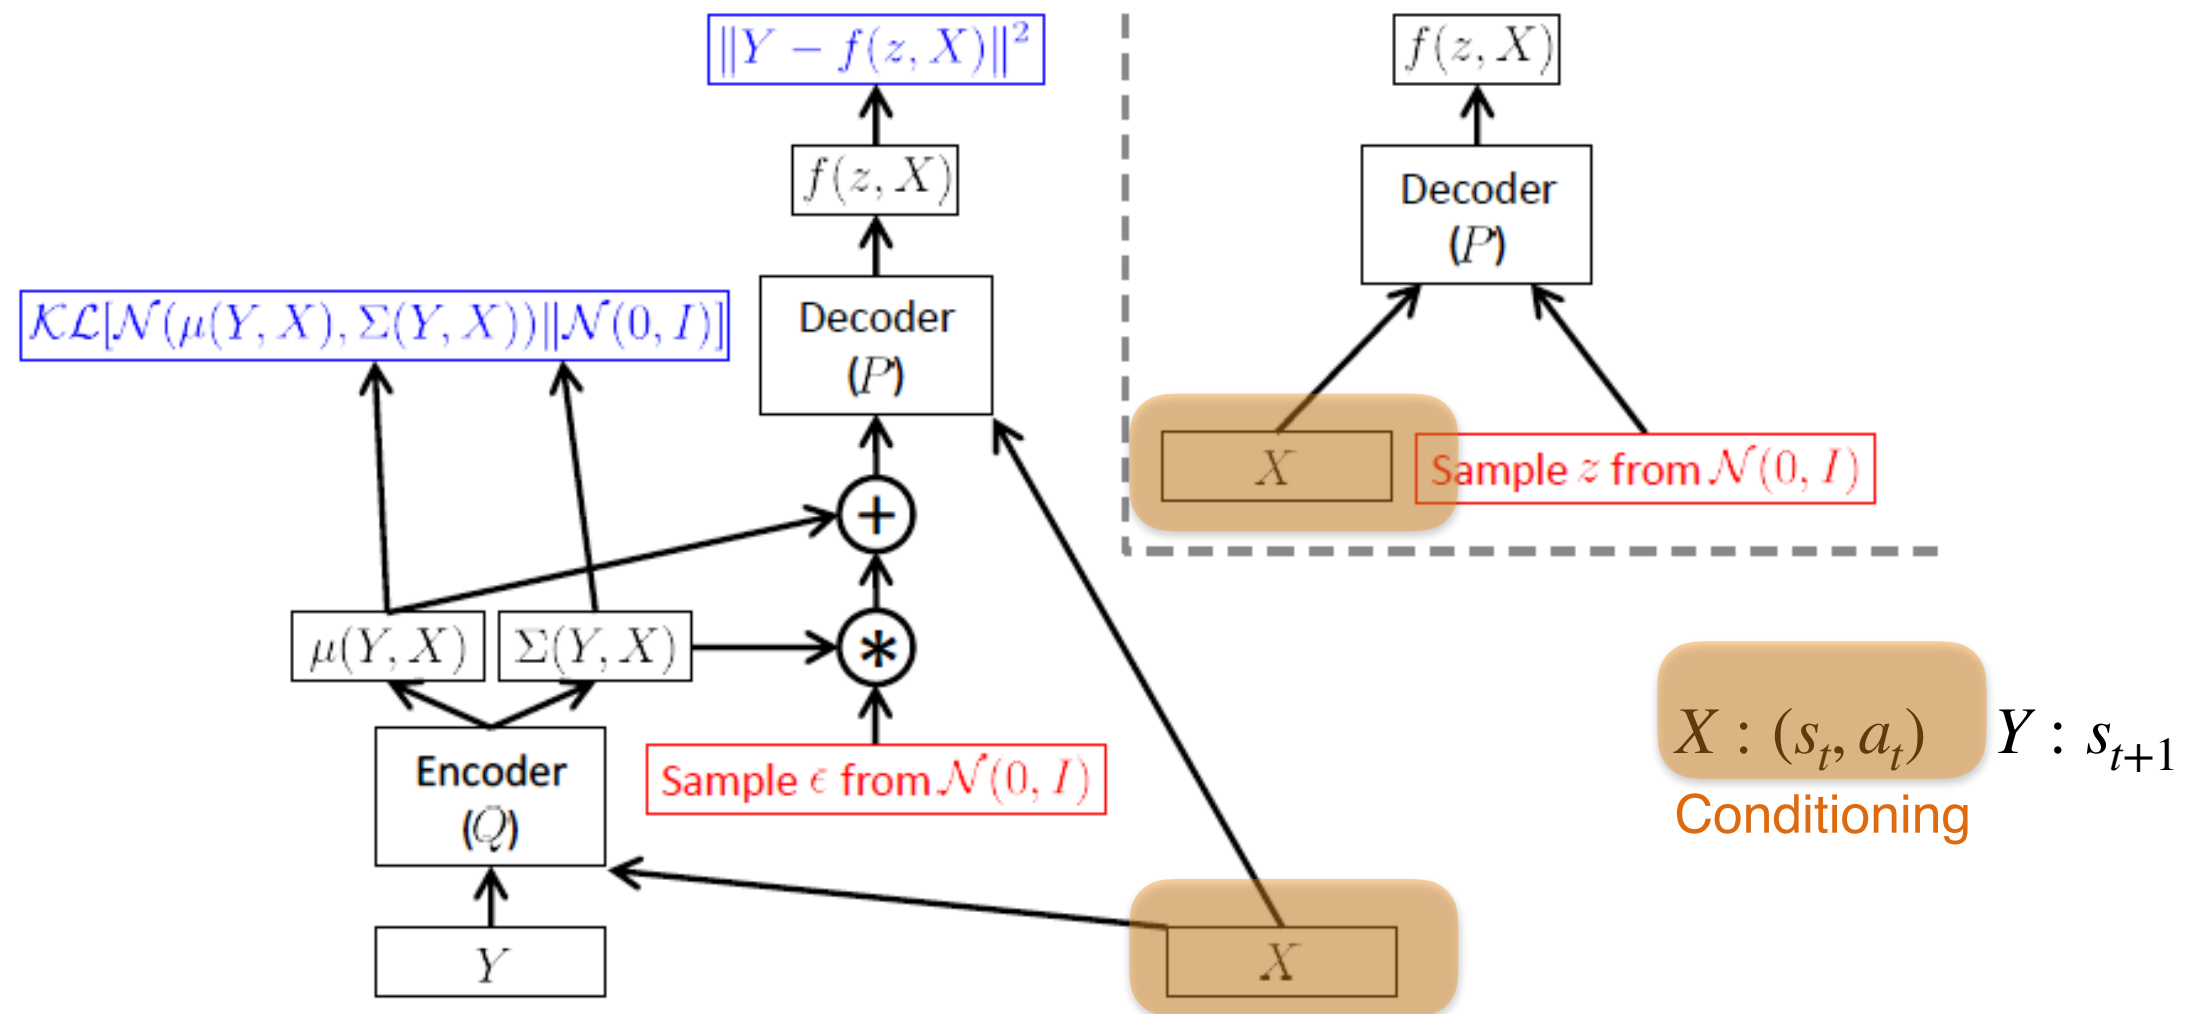 ‖Y − f(z, X)‖²
f(z, X)
𝒦ℒ[𝒩(μ(Y, X), Σ(Y, X))‖𝒩(0, I)]
Decoder
(P)
+
μ(Y, X)
Σ(Y, X)
*
Encoder
(Q)
Sample ϵ from 𝒩(0, I)
Y
X
f(z, X)
Decoder
(P)
X
Sample z from 𝒩(0, I)
X : (sₜ, aₜ) Y : sₜ₊₁
Conditioning